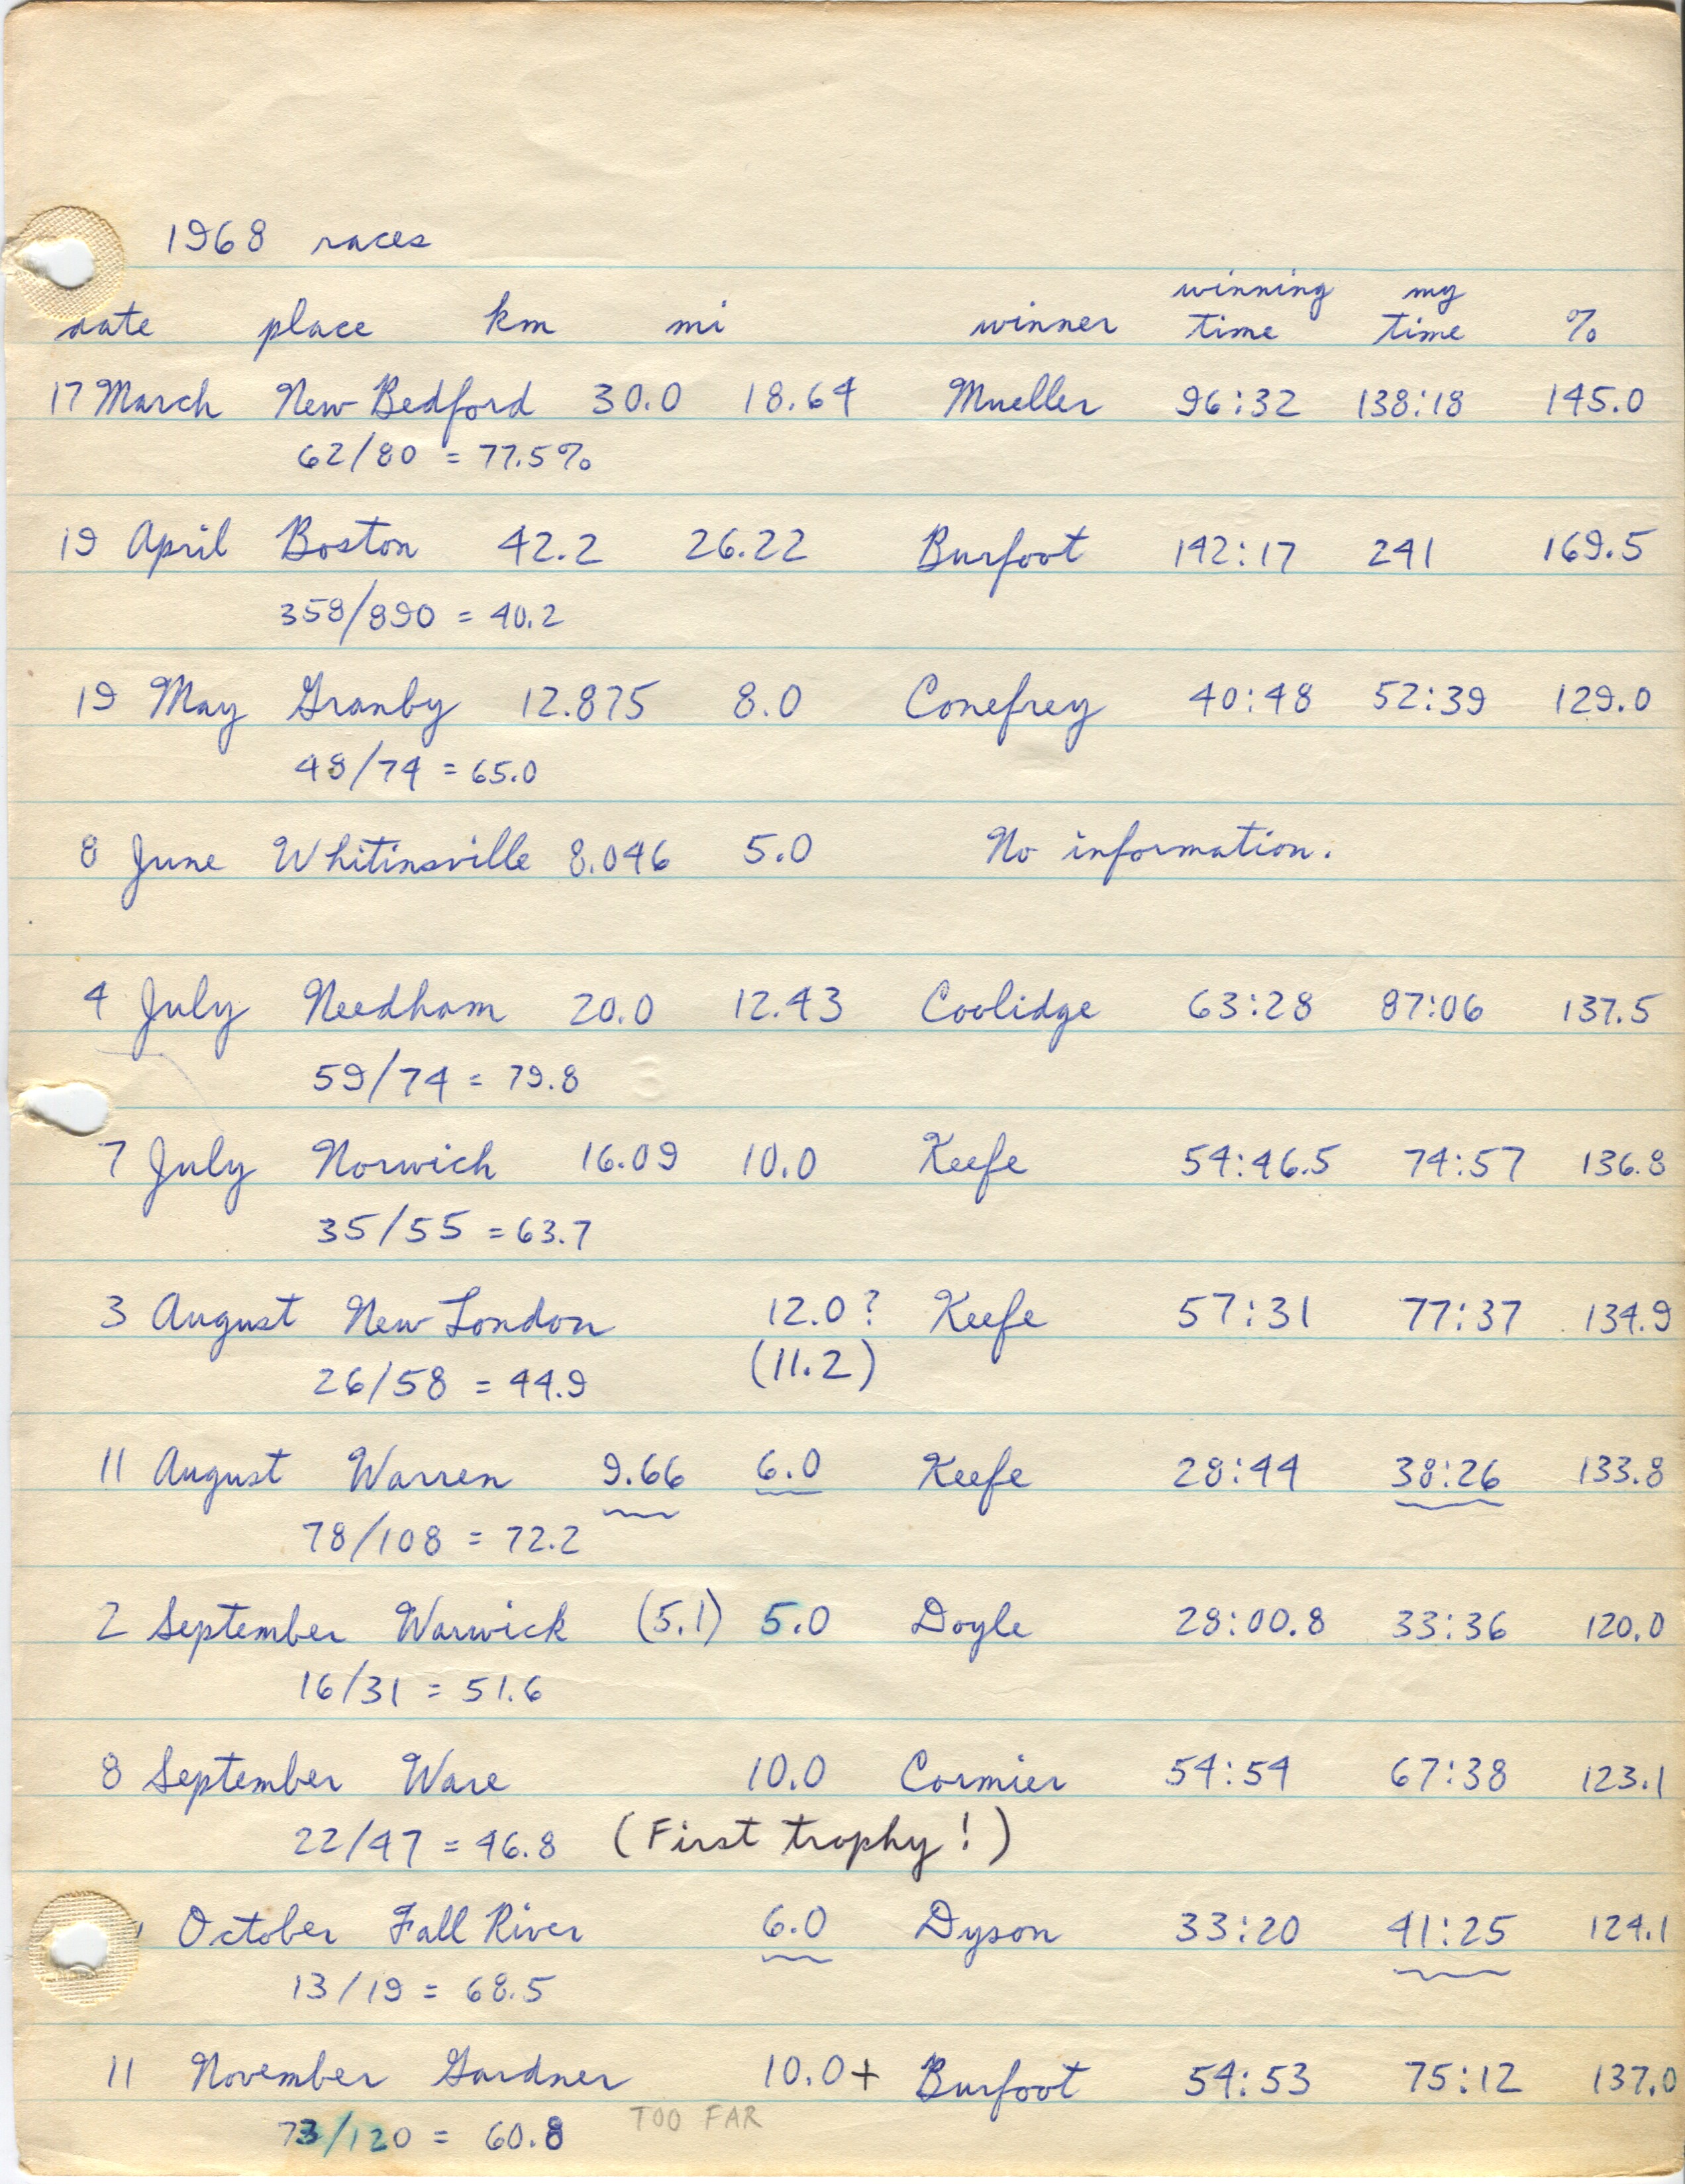 1968 races
date place km mi winner winning time my time %
17 March New Bedford 30.0 18.64 Mueller 96:32 138:18 145.0
62/80 = 77.5%
19 April Boston 42.2 26.22 Burfoot 142:17 241 169.5
358/890 = 40.2
19 May Granby 12.875 8.0 Conefrey 40:48 52:39 129.0
48/74 = 65.0
8 June Whitinsville 8.046 5.0 No information.
4 July Needham 20.0 12.43 Coolidge 63:28 87:06 137.5
59/74 = 79.8
7 July Norwich 16.09 10.0 Keefe 54:46.5 74:57 136.8
35/55 = 63.7
3 August New London 12.0? Keefe 57:31 77:37 134.9
26/58 = 44.9 (11.2)
11 August Warren 9.66 6.0 Keefe 28:44 38:26 133.8
78/108 = 72.2
2 September Warwick (5.1) 5.0 Doyle 28:00.8 33:36 120.0
16/31 = 51.6
8 September Ware 10.0 Cormier 54:54 67:38 123.1
22/47 = 46.8 (First trophy!)
October Fall River 6.0 Dyson 33:20 41:25 124.1
13/19 = 68.5
11 November Gardner 10.0+ Burfoot 54:53 75:12 137.0
73/120 = 60.8 TOO FAR